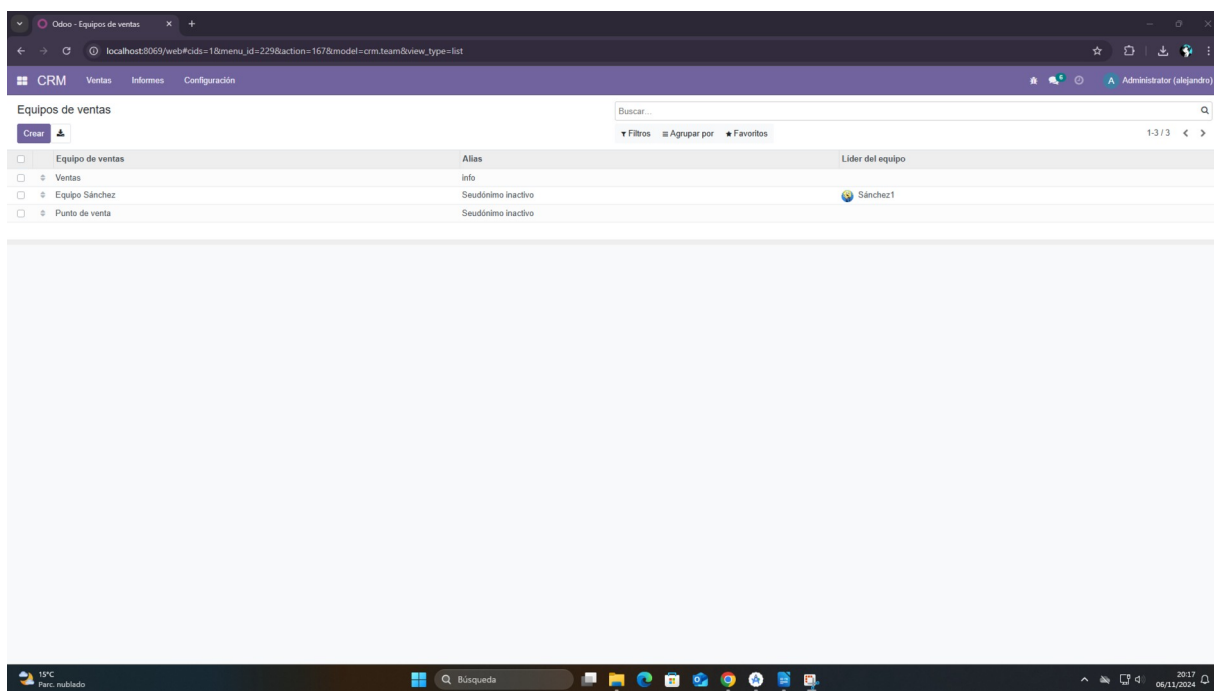 Odoo - Equipos de ventas
localhost:8069/web#cids=1&menu_id=229&action=167&model=crm.team&view_type=list
CRM Ventas Informes Configuración 6 A Administrator (alejandro)
Equipos de ventas Buscar...
Crear Filtros Agrupar por Favoritos 1-3 / 3
Equipo de ventas Alias Líder del equipo
Ventas info
Equipo Sánchez Seudónimo inactivo Sánchez1
Punto de venta Seudónimo inactivo
15°C Búsqueda 20:17
Parc. nublado 06/11/2024